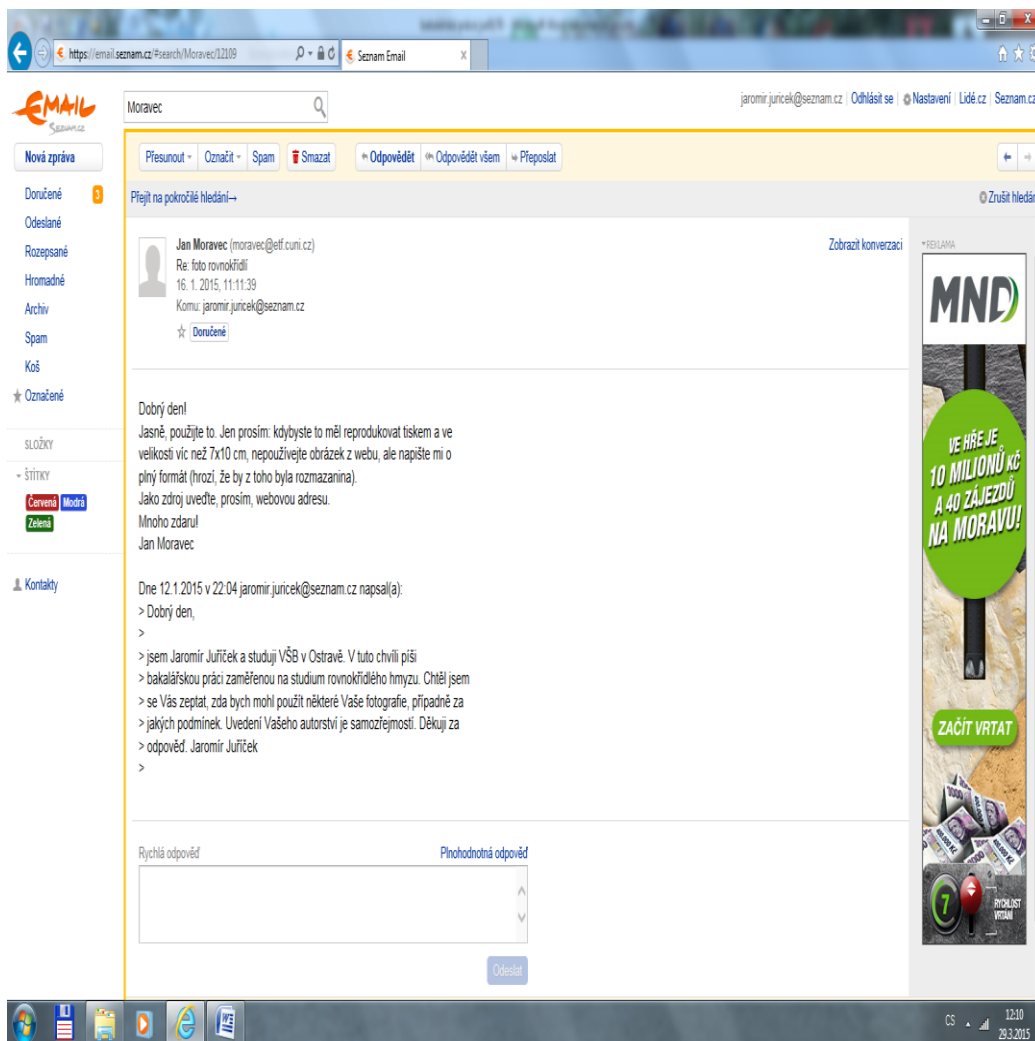 https://email.seznam.cz/#search/Moravec/12109
Seznam Email
EMAIL
Seznam.cz
Moravec
jaromir.juricek@seznam.cz | Odhlásit se | Nastavení | Lidé.cz | Seznam.cz
Nová zpráva
Přesunout Označit Spam Smazat Odpovědět Odpovědět všem Přeposlat
Přejít na pokročilé hledání→
Zrušit hledán
Doručené 3
Odeslané
Rozepsané
Hromadné
Archiv
Spam
Koš
Označené
SLOŽKY
ŠTÍTKY
Červená Modrá
Zelená
Kontakty
Jan Moravec (moravec@etf.cuni.cz)
Zobrazit konverzaci
Re: foto rovnokřídlí
16. 1. 2015, 11:11:39
Komu: jaromir.juricek@seznam.cz
Doručené
Dobrý den!
Jasně, použijte to. Jen prosím: kdybyste to měl reprodukovat tiskem a ve
velikosti víc než 7x10 cm, nepoužívejte obrázek z webu, ale napište mi o
plný formát (hrozí, že by z toho byla rozmazanina).
Jako zdroj uveďte, prosím, webovou adresu.
Mnoho zdaru!
Jan Moravec
Dne 12.1.2015 v 22:04 jaromir.juricek@seznam.cz napsal(a):
> Dobrý den,
>
> jsem Jaromír Juříček a studuji VŠB v Ostravě. V tuto chvíli píši
> bakalářskou práci zaměřenou na studium rovnokřídlého hmyzu. Chtěl jsem
> se Vás zeptat, zda bych mohl použít některé Vaše fotografie, případně za
> jakých podmínek. Uvedení Vašeho autorství je samozřejmostí. Děkuji za
> odpověď. Jaromír Juříček
>
Rychlá odpověď
Plnohodnotná odpověď
Odeslat
REKLAMA
MND
VE HŘE JE
10 MILIONŮ KČ
A 40 ZÁJEZDŮ
NA MORAVU!
ZAČÍT VRTAT
7
RYCHLOST
VRTÁNÍ
CS
12:10
29.3.2015